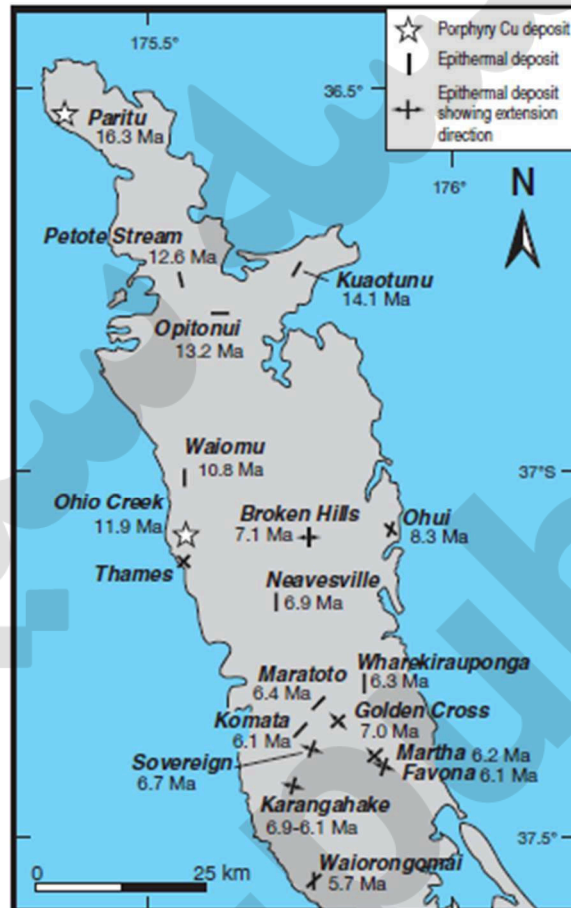 175.5°
Porphyry Cu deposit
Epithermal deposit
Epithermal deposit
showing extension
direction
36.5°
176°
N
Paritu
16.3 Ma
Petote Stream
12.6 Ma
Kuaotunu
14.1 Ma
Opitonui
13.2 Ma
Waiomu
10.8 Ma
37°S
Ohio Creek
11.9 Ma
Broken Hills
7.1 Ma
Ohui
8.3 Ma
Thames
Neavesville
6.9 Ma
Wharekirauponga
6.3 Ma
Maratoto
6.4 Ma
Golden Cross
7.0 Ma
Komata
6.1 Ma
Martha 6.2 Ma
Favona 6.1 Ma
Sovereign
6.7 Ma
Karangahake
6.9-6.1 Ma
37.5°
Waiorongomai
5.7 Ma
0 25 km